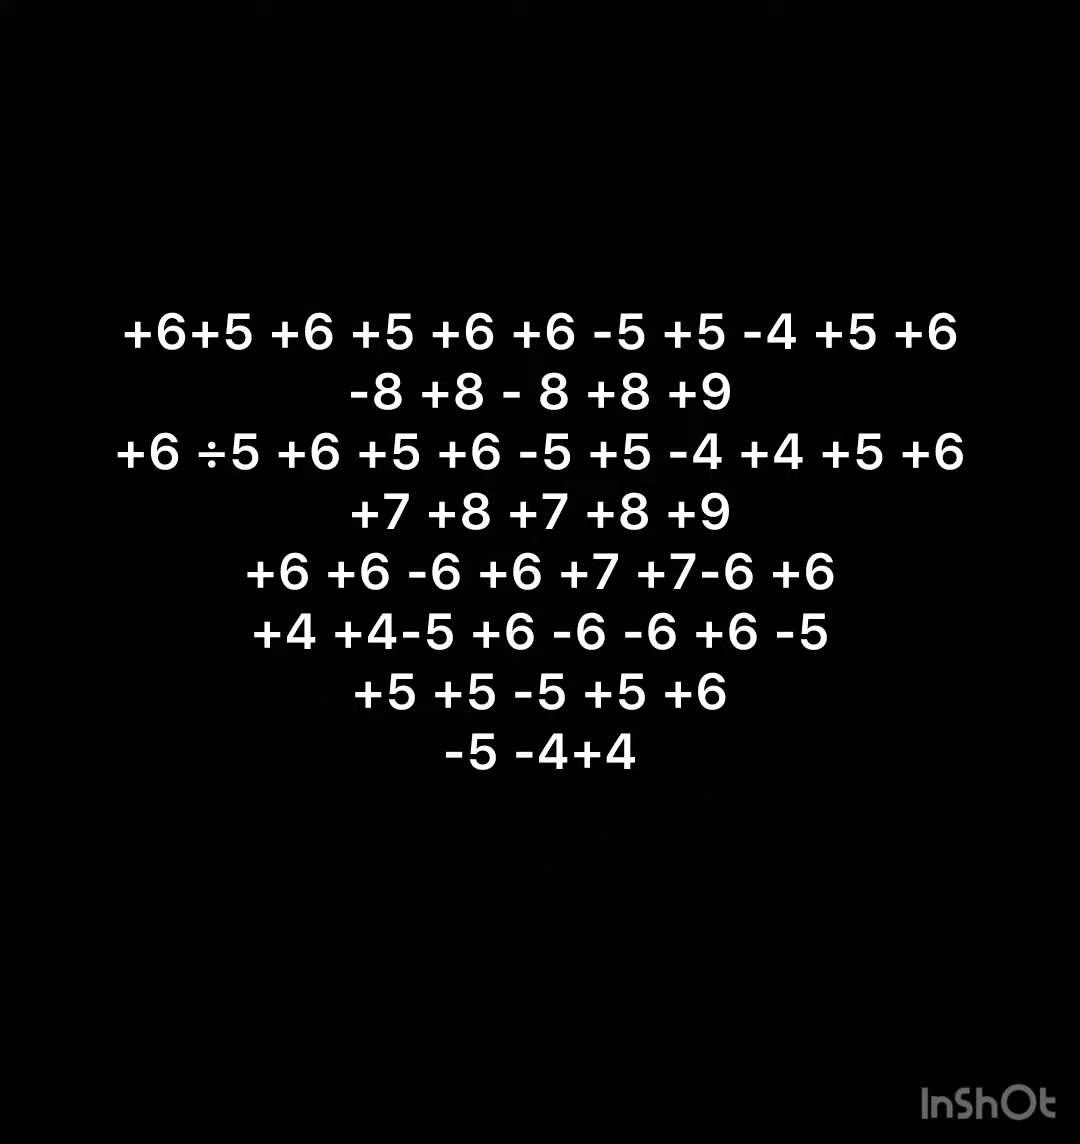 +6+5 +6 +5 +6 +6 -5 +5 -4 +5 +6
-8 +8 - 8 +8 +9
+6 ÷5 +6 +5 +6 -5 +5 -4 +4 +5 +6
+7 +8 +7 +8 +9
+6 +6 -6 +6 +7 +7-6 +6
+4 +4-5 +6 -6 -6 +6 -5
+5 +5 -5 +5 +6
-5 -4+4
InShOt